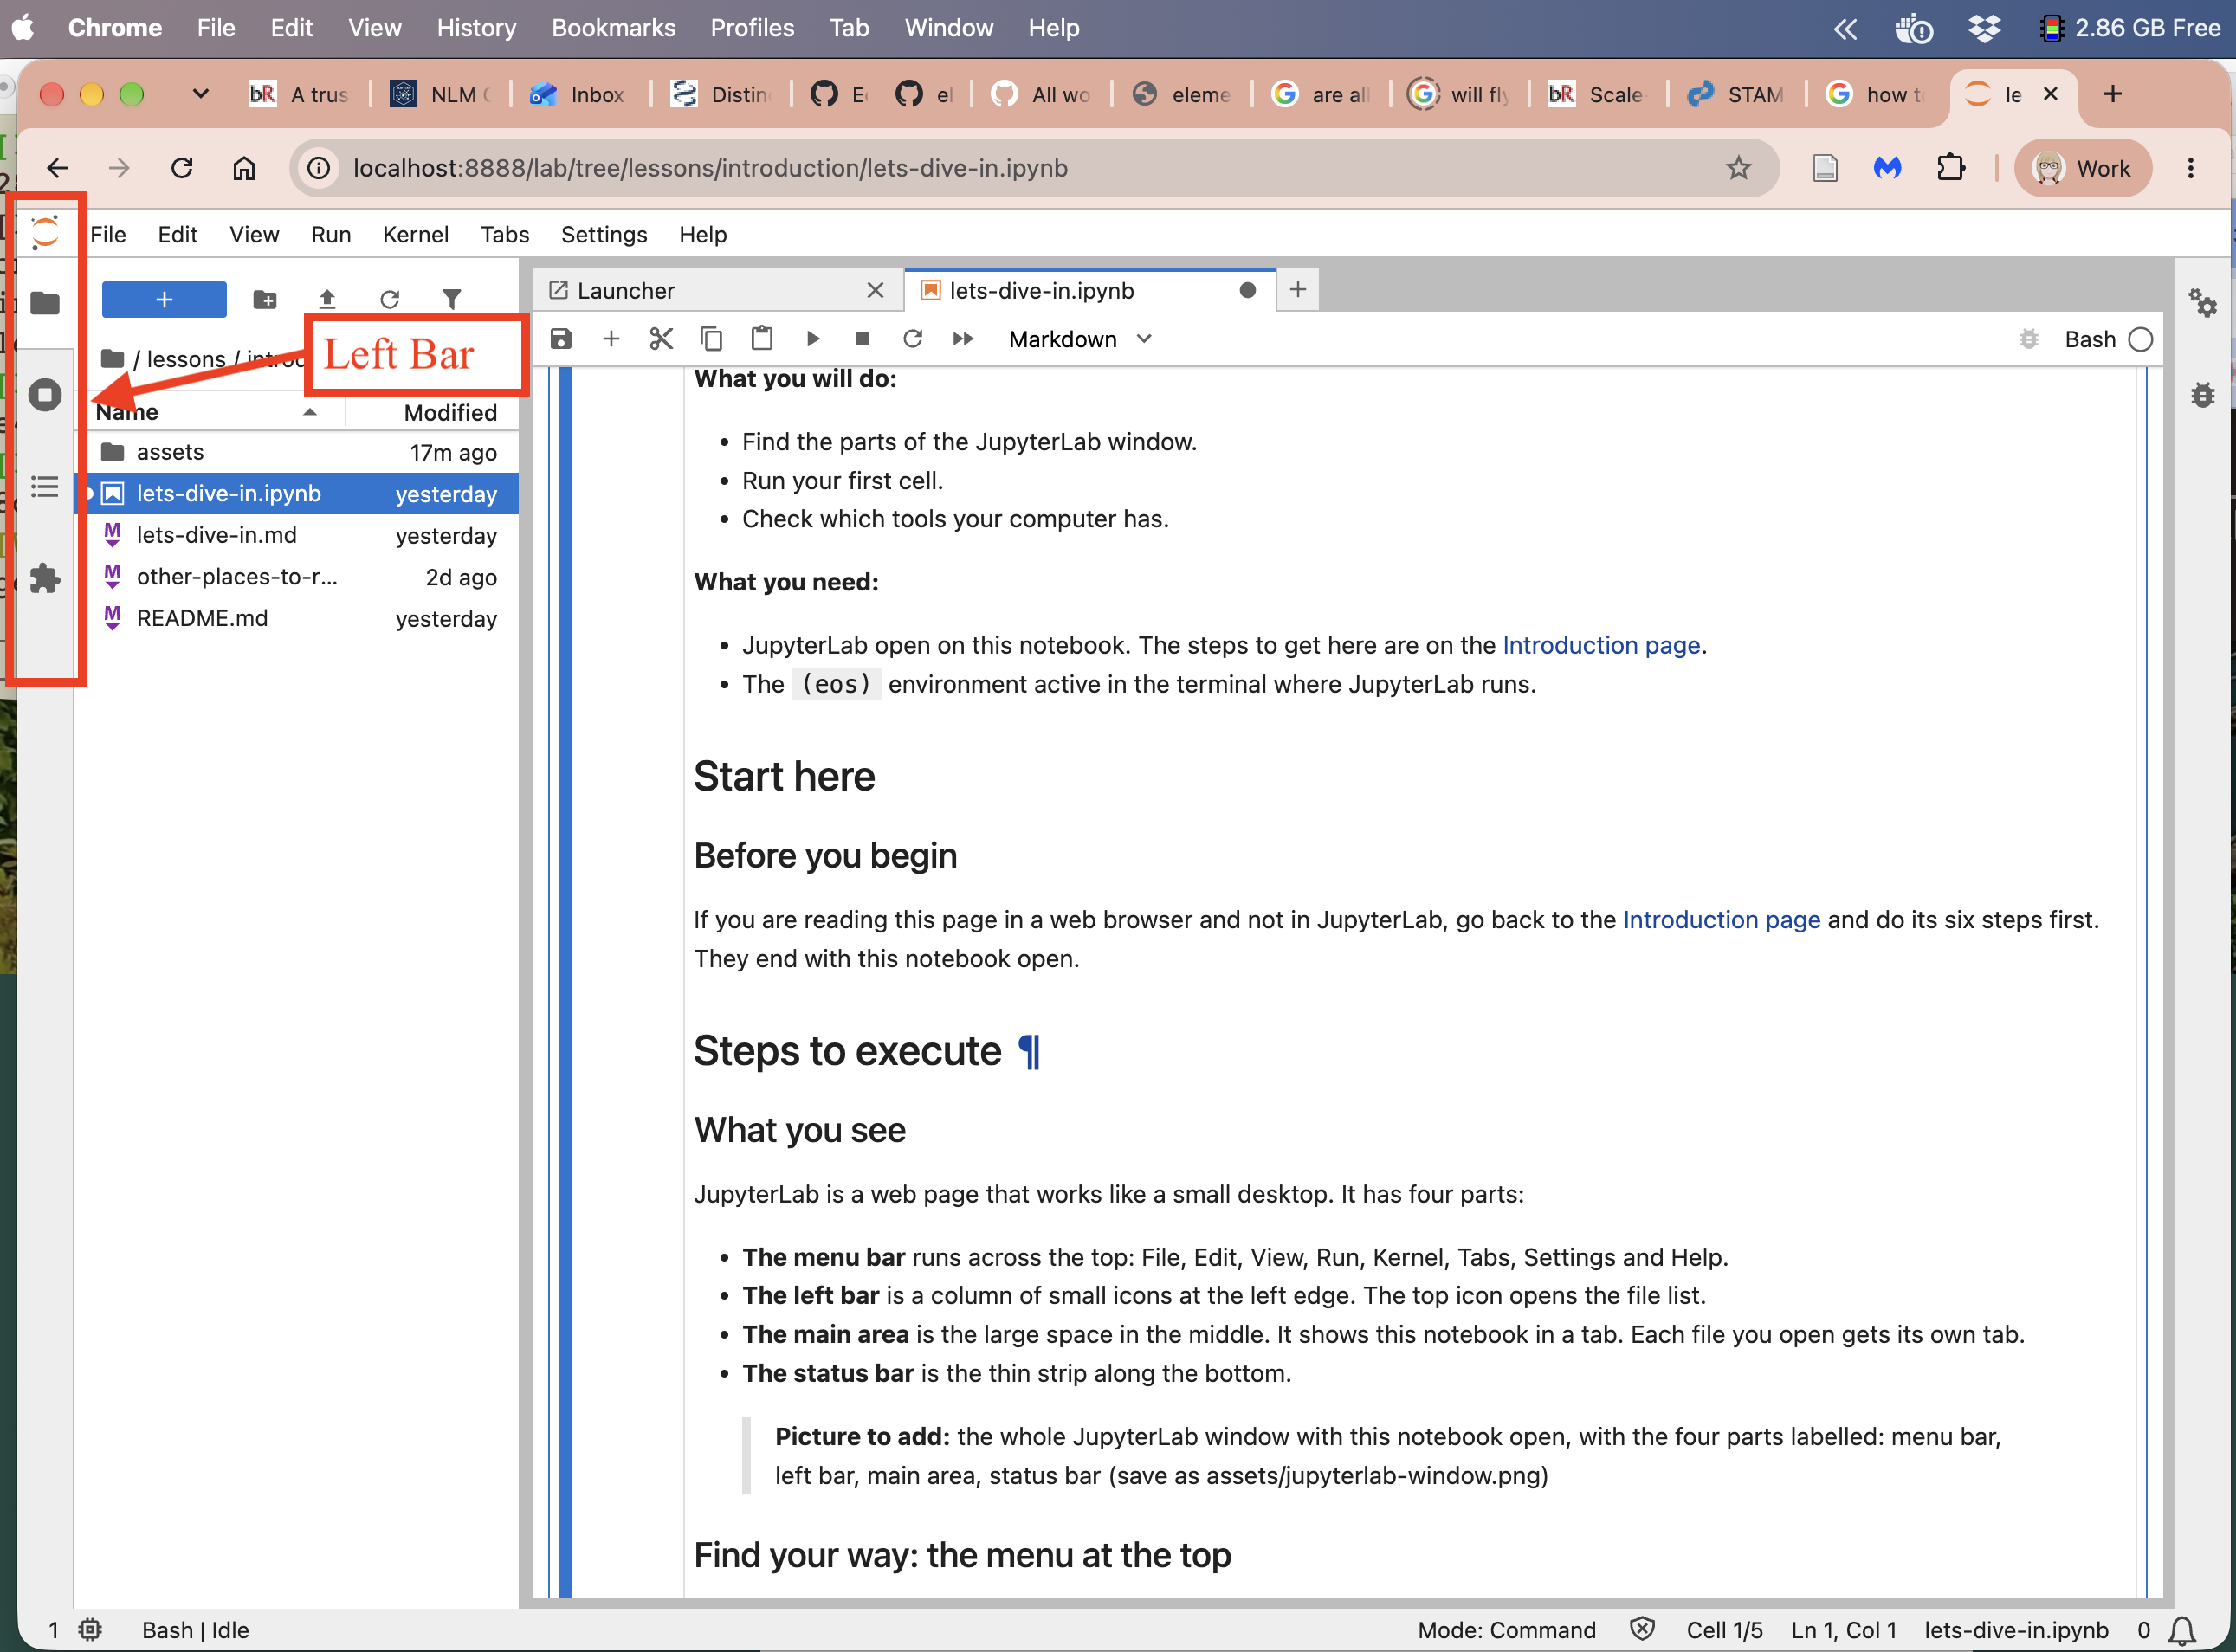 Chrome File Edit View History Bookmarks Profiles Tab Window Help 2.86 GB Free
bR A trus NLM Inbox Distin E el All wo eleme are all will fly bR Scale- STAM how to le
localhost:8888/lab/tree/lessons/introduction/lets-dive-in.ipynb Work
File Edit View Run Kernel Tabs Settings Help
Launcher lets-dive-in.ipynb
Markdown Bash
/ lessons /
Left Bar
Name Modified
assets 17m ago
lets-dive-in.ipynb yesterday
lets-dive-in.md yesterday
other-places-to-r... 2d ago
README.md yesterday
What you will do:
• Find the parts of the JupyterLab window.
• Run your first cell.
• Check which tools your computer has.
What you need:
• JupyterLab open on this notebook. The steps to get here are on the Introduction page.
• The (eos) environment active in the terminal where JupyterLab runs.
Start here
Before you begin
If you are reading this page in a web browser and not in JupyterLab, go back to the Introduction page and do its six steps first.
They end with this notebook open.
Steps to execute ¶
What you see
JupyterLab is a web page that works like a small desktop. It has four parts:
• The menu bar runs across the top: File, Edit, View, Run, Kernel, Tabs, Settings and Help.
• The left bar is a column of small icons at the left edge. The top icon opens the file list.
• The main area is the large space in the middle. It shows this notebook in a tab. Each file you open gets its own tab.
• The status bar is the thin strip along the bottom.
Picture to add: the whole JupyterLab window with this notebook open, with the four parts labelled: menu bar,
left bar, main area, status bar (save as assets/jupyterlab-window.png)
Find your way: the menu at the top
1 Bash | Idle Mode: Command Cell 1/5 Ln 1, Col 1 lets-dive-in.ipynb 0